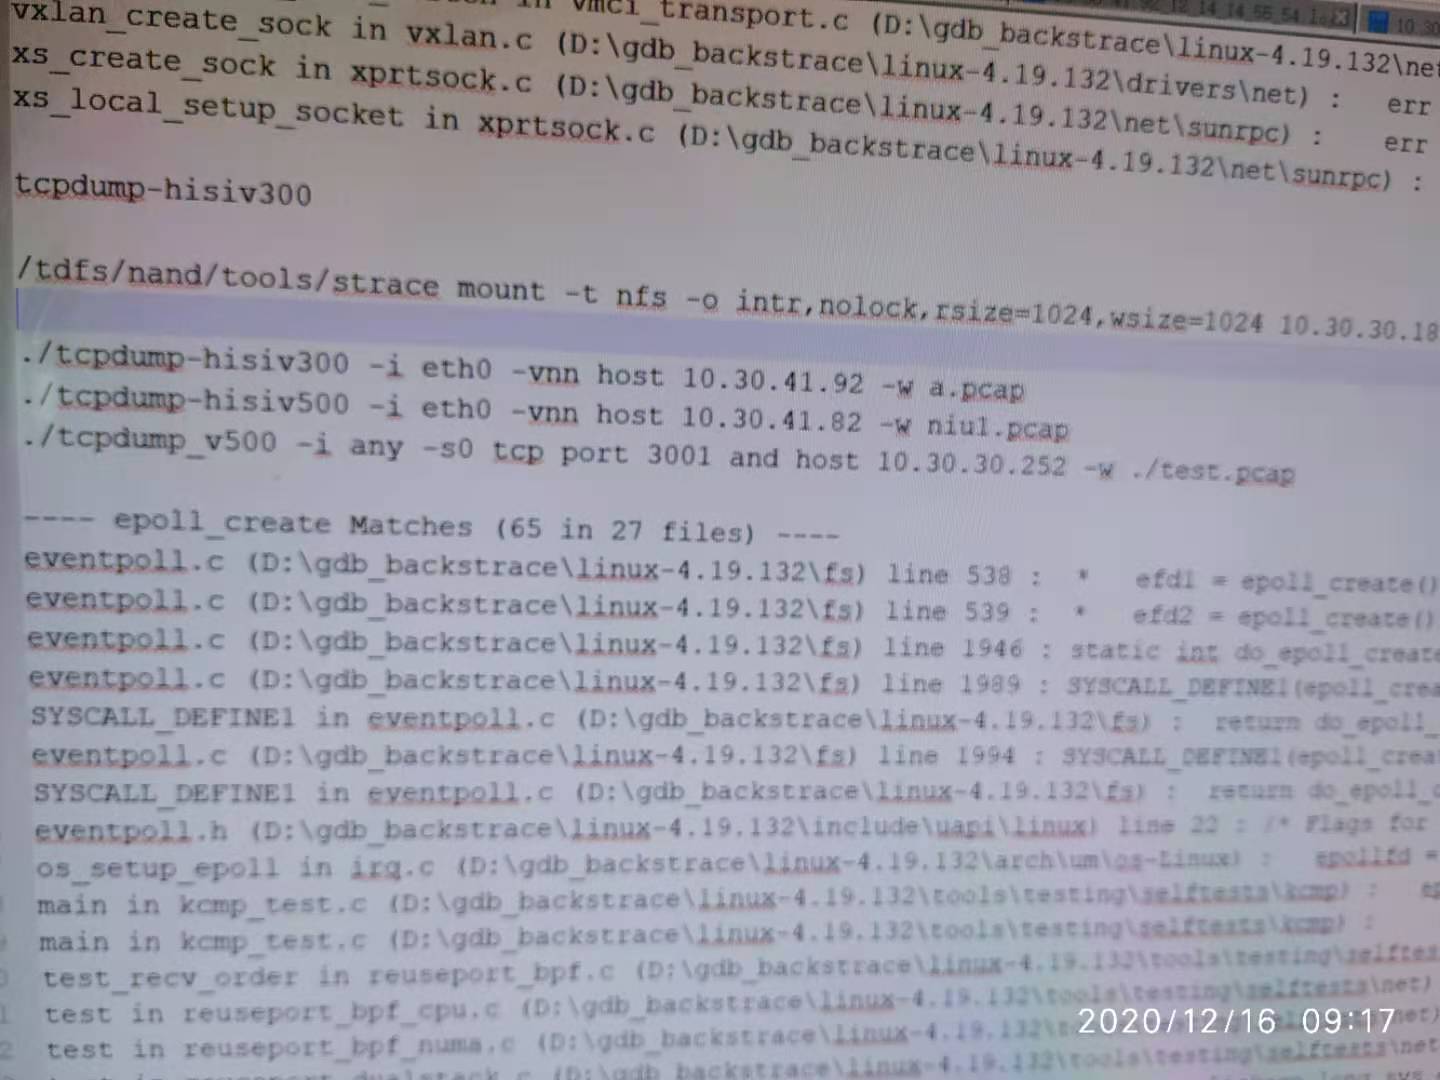 vmci_transport.c (D:\gdb_backstrace\linux-4.19.132\net
vxlan_create_sock in vxlan.c (D:\gdb_backstrace\linux-4.19.132\drivers\net) : err
xs_create_sock in xprtsock.c (D:\gdb_backstrace\linux-4.19.132\net\sunrpc) : err
xs_local_setup_socket in xprtsock.c (D:\gdb_backstrace\linux-4.19.132\net\sunrpc) :
tcpdump-hisiv300
/tdfs/nand/tools/strace mount -t nfs -o intr,nolock,rsize=1024,wsize=1024 10.30.30.18
./tcpdump-hisiv300 -i eth0 -vnn host 10.30.41.92 -w a.pcap
./tcpdump-hisiv500 -i eth0 -vnn host 10.30.41.82 -w niu1.pcap
./tcpdump_v500 -i any -s0 tcp port 3001 and host 10.30.30.252 -w ./test.pcap
---- epoll_create Matches (65 in 27 files) ----
eventpoll.c (D:\gdb_backstrace\linux-4.19.132\fs) line 538 : * efd1 = epoll_create()
eventpoll.c (D:\gdb_backstrace\linux-4.19.132\fs) line 539 : * efd2 = epoll_create()
eventpoll.c (D:\gdb_backstrace\linux-4.19.132\fs) line 1946 : static int do_epoll_create
eventpoll.c (D:\gdb_backstrace\linux-4.19.132\fs) line 1989 : SYSCALL_DEFINE1(epoll_crea
SYSCALL_DEFINE1 in eventpoll.c (D:\gdb_backstrace\linux-4.19.132\fs) : return do_epoll_
eventpoll.c (D:\gdb_backstrace\linux-4.19.132\fs) line 1994 : SYSCALL_DEFINE1(epoll_crea
SYSCALL_DEFINE1 in eventpoll.c (D:\gdb_backstrace\linux-4.19.132\fs) : return do_epoll_c
eventpoll.h (D:\gdb_backstrace\linux-4.19.132\include\uapi\linux) line 22 : /* Flags for
os_setup_epoll in irq.c (D:\gdb_backstrace\linux-4.19.132\arch\um\os-Linux) : epollfd =
main in kcmp_test.c (D:\gdb_backstrace\linux-4.19.132\tools\testing\selftests\kcmp) : ep
main in kcmp_test.c (D:\gdb_backstrace\linux-4.19.132\tools\testing\selftests\kcmp) :
test_recv_order in reuseport_bpf.c (D:\gdb_backstrace\linux-4.19.132\tools\testing\selftes
test in reuseport_bpf_cpu.c (D:\gdb_backstrace\linux-4.19.132\tools\testing\selftests\net)
test in reuseport_bpf_numa.c (D:\gdb_backstrace\linux-4.19.132\
2020/12/16 09:17